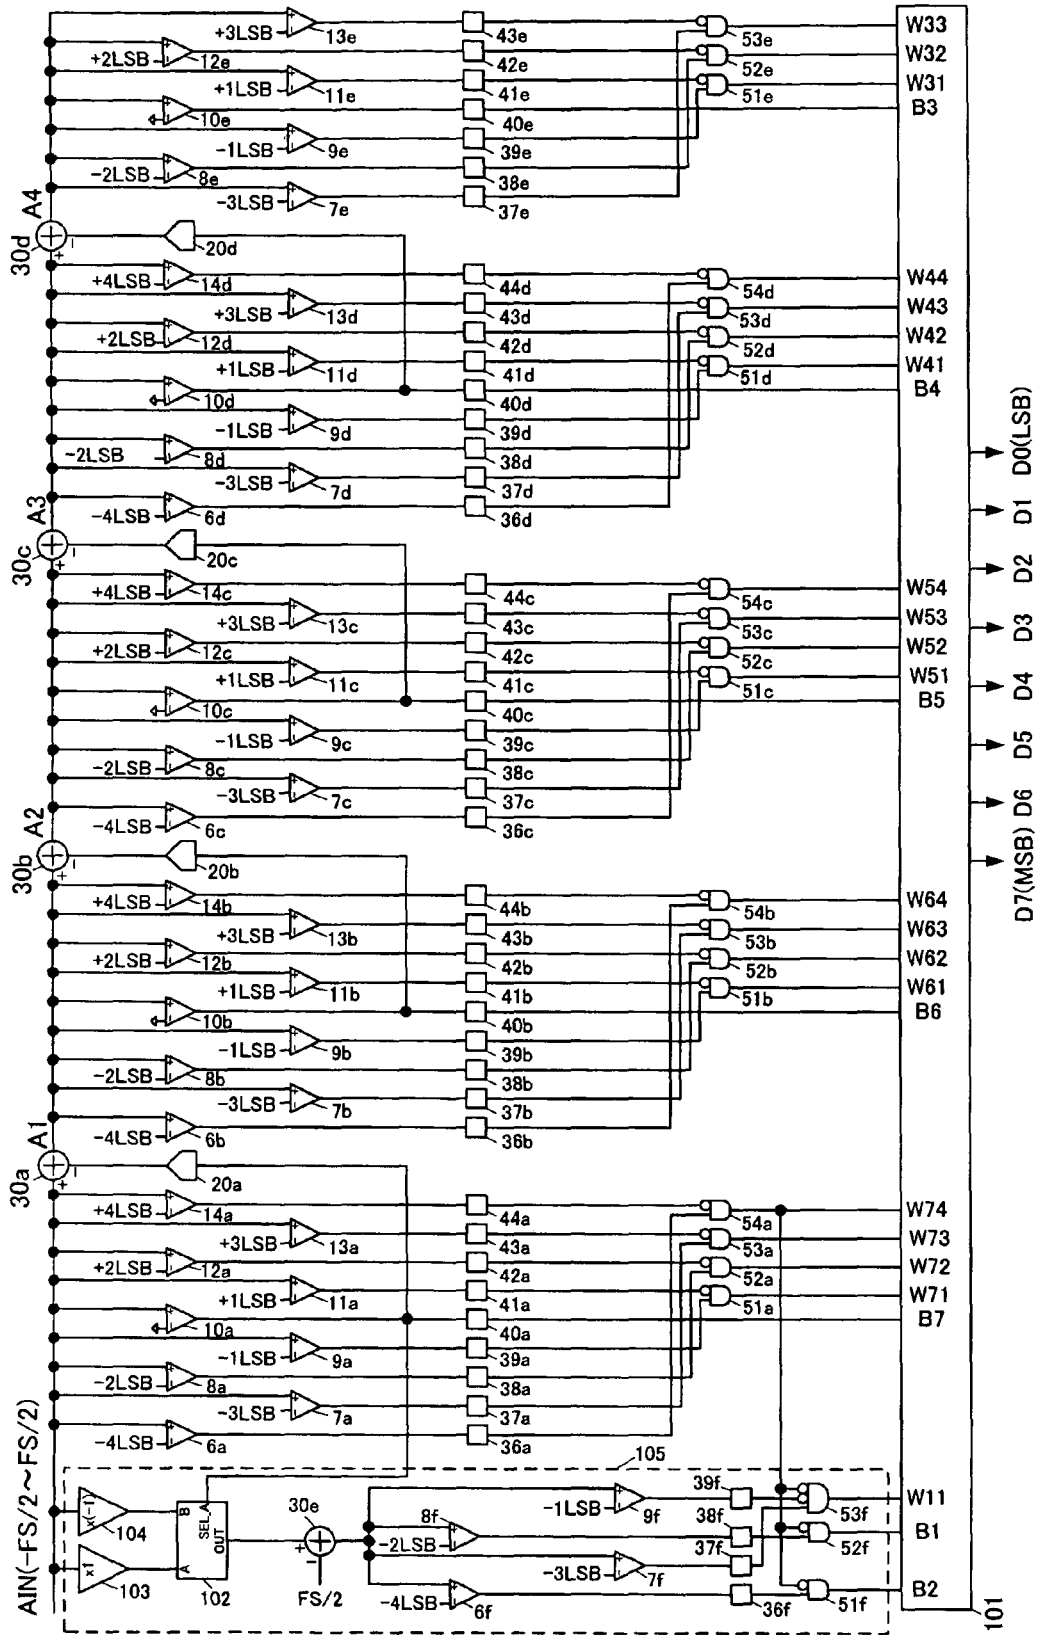 +3LSB 13e 43e 53e W33
+2LSB 12e 42e 52e W32
+1LSB 11e 41e 51e W31
10e 40e B3
-1LSB 9e 39e
-2LSB 8e 38e
-3LSB 7e 37e
A4
30d + - + 20d
+4LSB 14d 44d 54d W44
+3LSB 13d 43d 53d W43
+2LSB 12d 42d 52d W42
+1LSB 11d 41d 51d W41
10d 40d B4
-1LSB 9d 39d
-2LSB 8d 38d
-3LSB 7d 37d
-4LSB 6d 36d
A3
30c + - + 20c
+4LSB 14c 44c 54c W54
+3LSB 13c 43c 53c W53
+2LSB 12c 42c 52c W52
+1LSB 11c 41c 51c W51
10c 40c B5
-1LSB 9c 39c
-2LSB 8c 38c
-3LSB 7c 37c
-4LSB 6c 36c
A2
30b + - + 20b
+4LSB 14b 44b 54b W64
+3LSB 13b 43b 53b W63
+2LSB 12b 42b 52b W62
+1LSB 11b 41b 51b W61
10b 40b B6
-1LSB 9b 39b
-2LSB 8b 38b
-3LSB 7b 37b
-4LSB 6b 36b
A1
30a + - + 20a
+4LSB 14a 44a 54a W74
+3LSB 13a 43a 53a W73
+2LSB 12a 42a 52a W72
+1LSB 11a 41a 51a W71
10a 40a B7
-1LSB 9a 39a
-2LSB 8a 38a
-3LSB 7a 37a
-4LSB 6a 36a
AIN(-FS/2~FS/2)
105
x(-1) 104
x1 103
B SEL_A
A OUT
102
30e
+ + -
FS/2
-1LSB 9f 39f 53f W11
8f -2LSB 38f 52f B1
-3LSB 7f 37f
-4LSB 6f 36f 51f B2
101
D0(LSB)
D1
D2
D3
D4
D5
D6
D7(MSB)